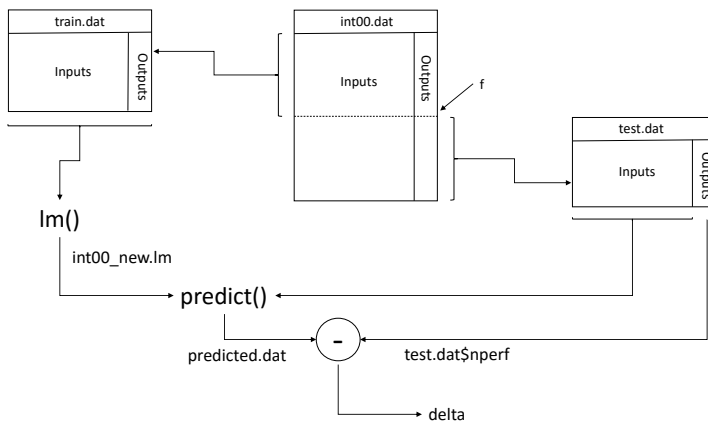 train.dat
Inputs
Outputs
int00.dat
Inputs
Outputs
f
test.dat
Inputs
Outputs
lm()
int00_new.lm
predict()
predicted.dat
-
test.dat$nperf
delta